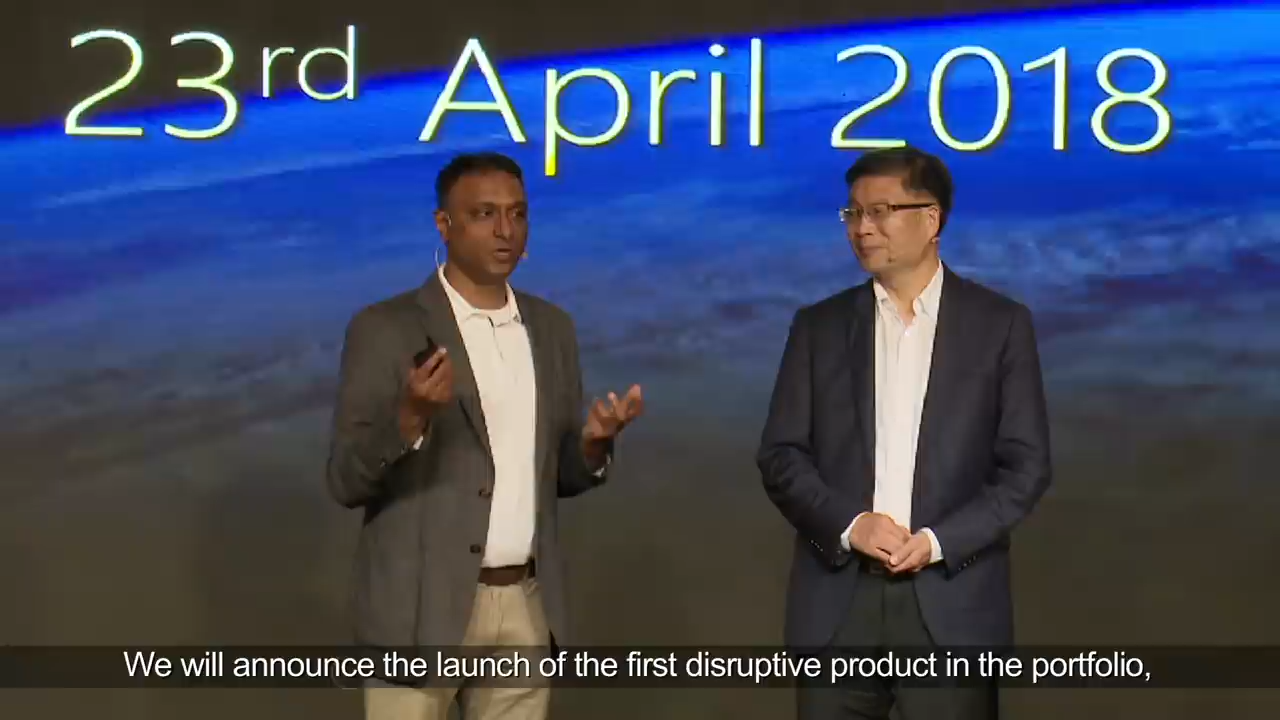 23rd April 2018
We will announce the launch of the first disruptive product in the portfolio,